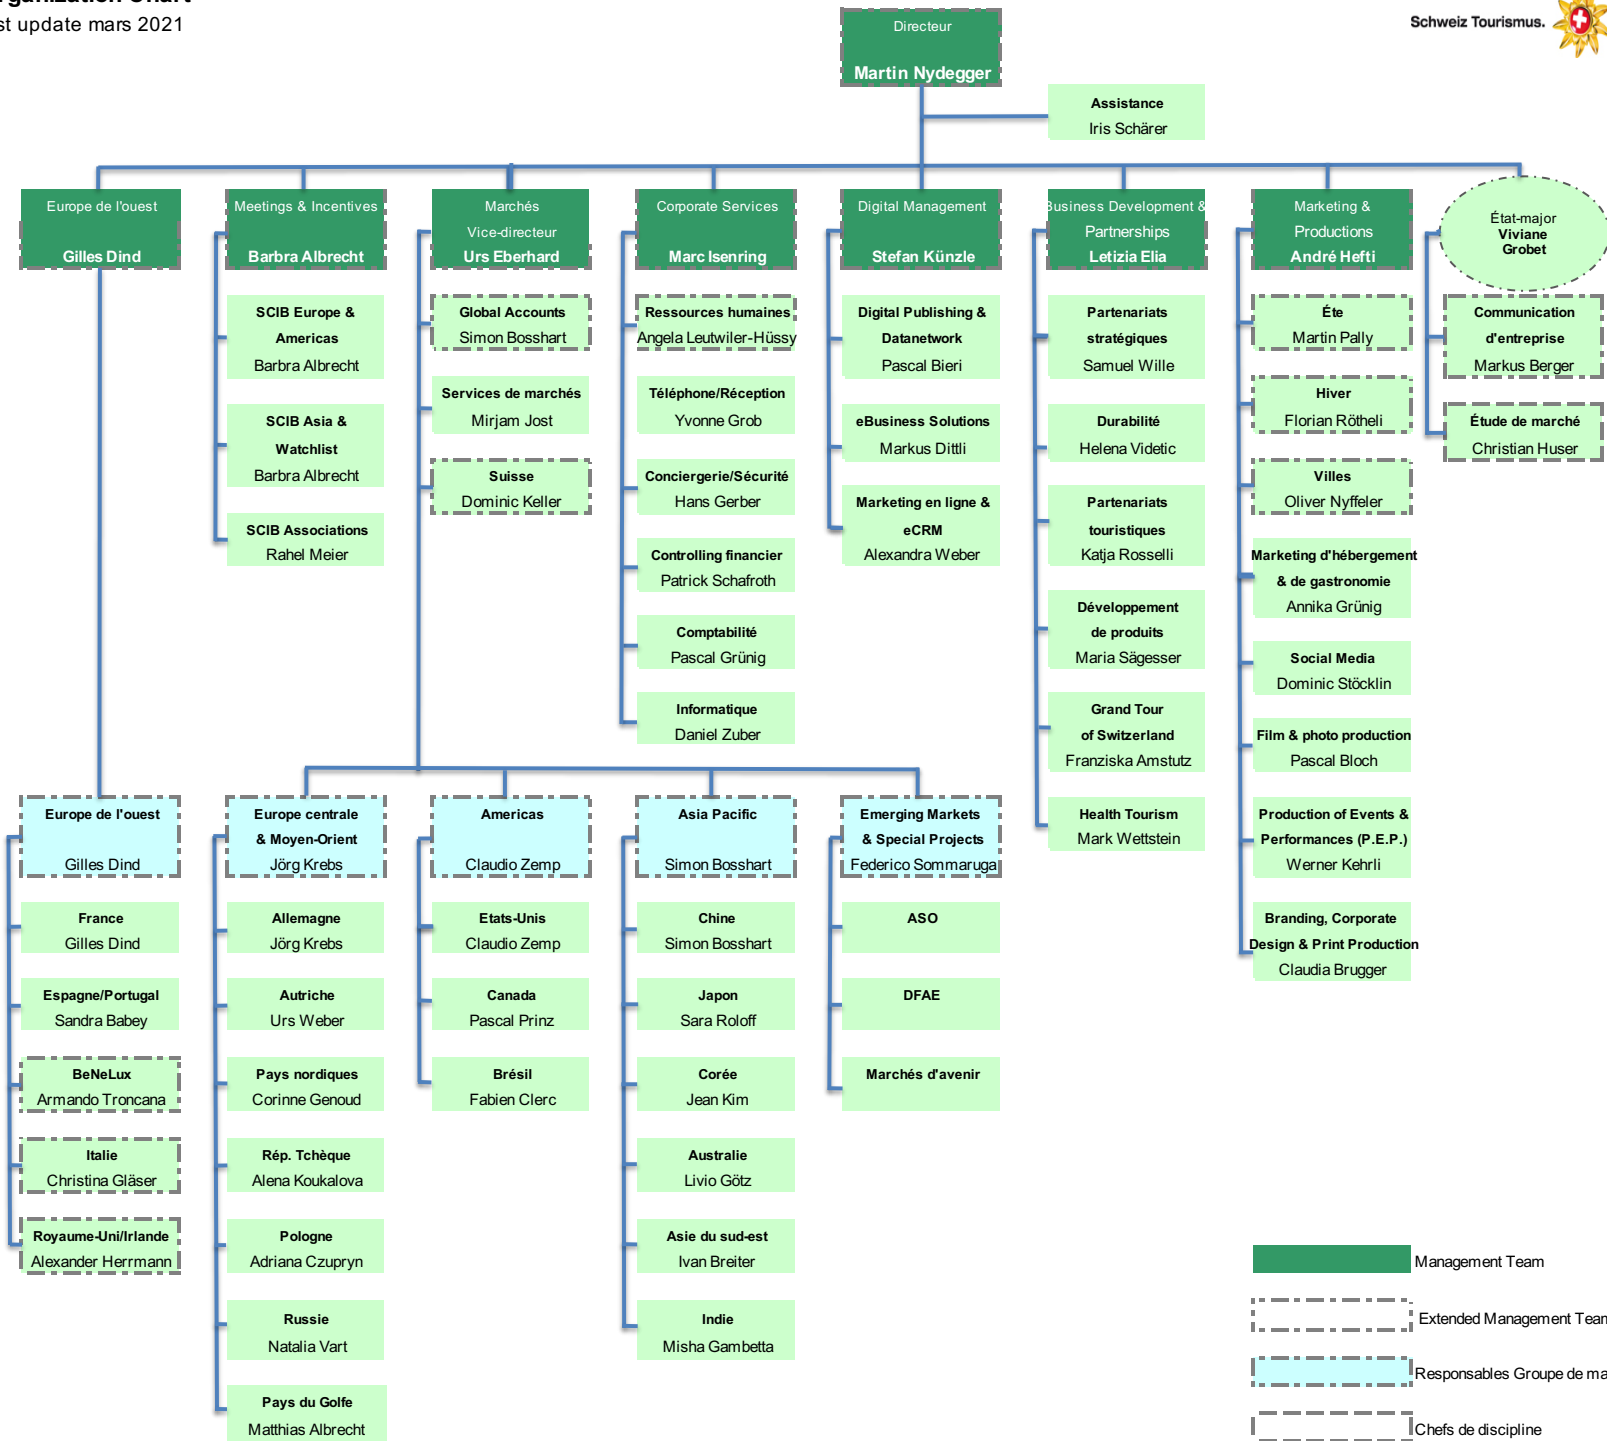 st update mars 2021
Schweiz Tourismus.
Directeur
Martin Nydegger
Assistance
Iris Schärer
Europe de l'ouest
Gilles Dind
Meetings & Incentives
Barbra Albrecht
Marchés
Vice-directeur
Urs Eberhard
Corporate Services
Marc Isenring
Digital Management
Stefan Künzle
Business Development &
Partnerships
Letizia Elia
Marketing &
Productions
André Hefti
État-major
Viviane
Grobet
SCIB Europe &
Americas
Barbra Albrecht
SCIB Asia &
Watchlist
Barbra Albrecht
SCIB Associations
Rahel Meier
Global Accounts
Simon Bosshart
Services de marchés
Mirjam Jost
Suisse
Dominic Keller
Ressources humaines
Angela Leutwiler-Hüssy
Téléphone/Réception
Yvonne Grob
Conciergerie/Sécurité
Hans Gerber
Controlling financier
Patrick Schafroth
Comptabilité
Pascal Grünig
Informatique
Daniel Zuber
Digital Publishing &
Datanetwork
Pascal Bieri
eBusiness Solutions
Markus Dittli
Marketing en ligne &
eCRM
Alexandra Weber
Partenariats
stratégiques
Samuel Wille
Durabilité
Helena Videtic
Partenariats
touristiques
Katja Rosselli
Développement
de produits
Maria Sägesser
Grand Tour
of Switzerland
Franziska Amstutz
Health Tourism
Mark Wettstein
Éte
Martin Pally
Hiver
Florian Rötheli
Villes
Oliver Nyffeler
Marketing d'hébergement
& de gastronomie
Annika Grünig
Social Media
Dominic Stöcklin
Film & photo production
Pascal Bloch
Production of Events &
Performances (P.E.P.)
Werner Kehrli
Branding, Corporate
Design & Print Production
Claudia Brugger
Communication
d'entreprise
Markus Berger
Étude de marché
Christian Huser
Europe de l'ouest
Gilles Dind
France
Gilles Dind
Espagne/Portugal
Sandra Babey
BeNeLux
Armando Troncana
Italie
Christina Gläser
Royaume-Uni/Irlande
Alexander Herrmann
Europe centrale
& Moyen-Orient
Jörg Krebs
Allemagne
Jörg Krebs
Autriche
Urs Weber
Pays nordiques
Corinne Genoud
Rép. Tchèque
Alena Koukalova
Pologne
Adriana Czupryn
Russie
Natalia Vart
Pays du Golfe
Matthias Albrecht
Americas
Claudio Zemp
Etats-Unis
Claudio Zemp
Canada
Pascal Prinz
Brésil
Fabien Clerc
Asia Pacific
Simon Bosshart
Chine
Simon Bosshart
Japon
Sara Roloff
Corée
Jean Kim
Australie
Livio Götz
Asie du sud-est
Ivan Breiter
Indie
Misha Gambetta
Emerging Markets
& Special Projects
Federico Sommaruga
ASO
DFAE
Marchés d'avenir
Management Team
Extended Management Team
Responsables Groupe de ma
Chefs de discipline